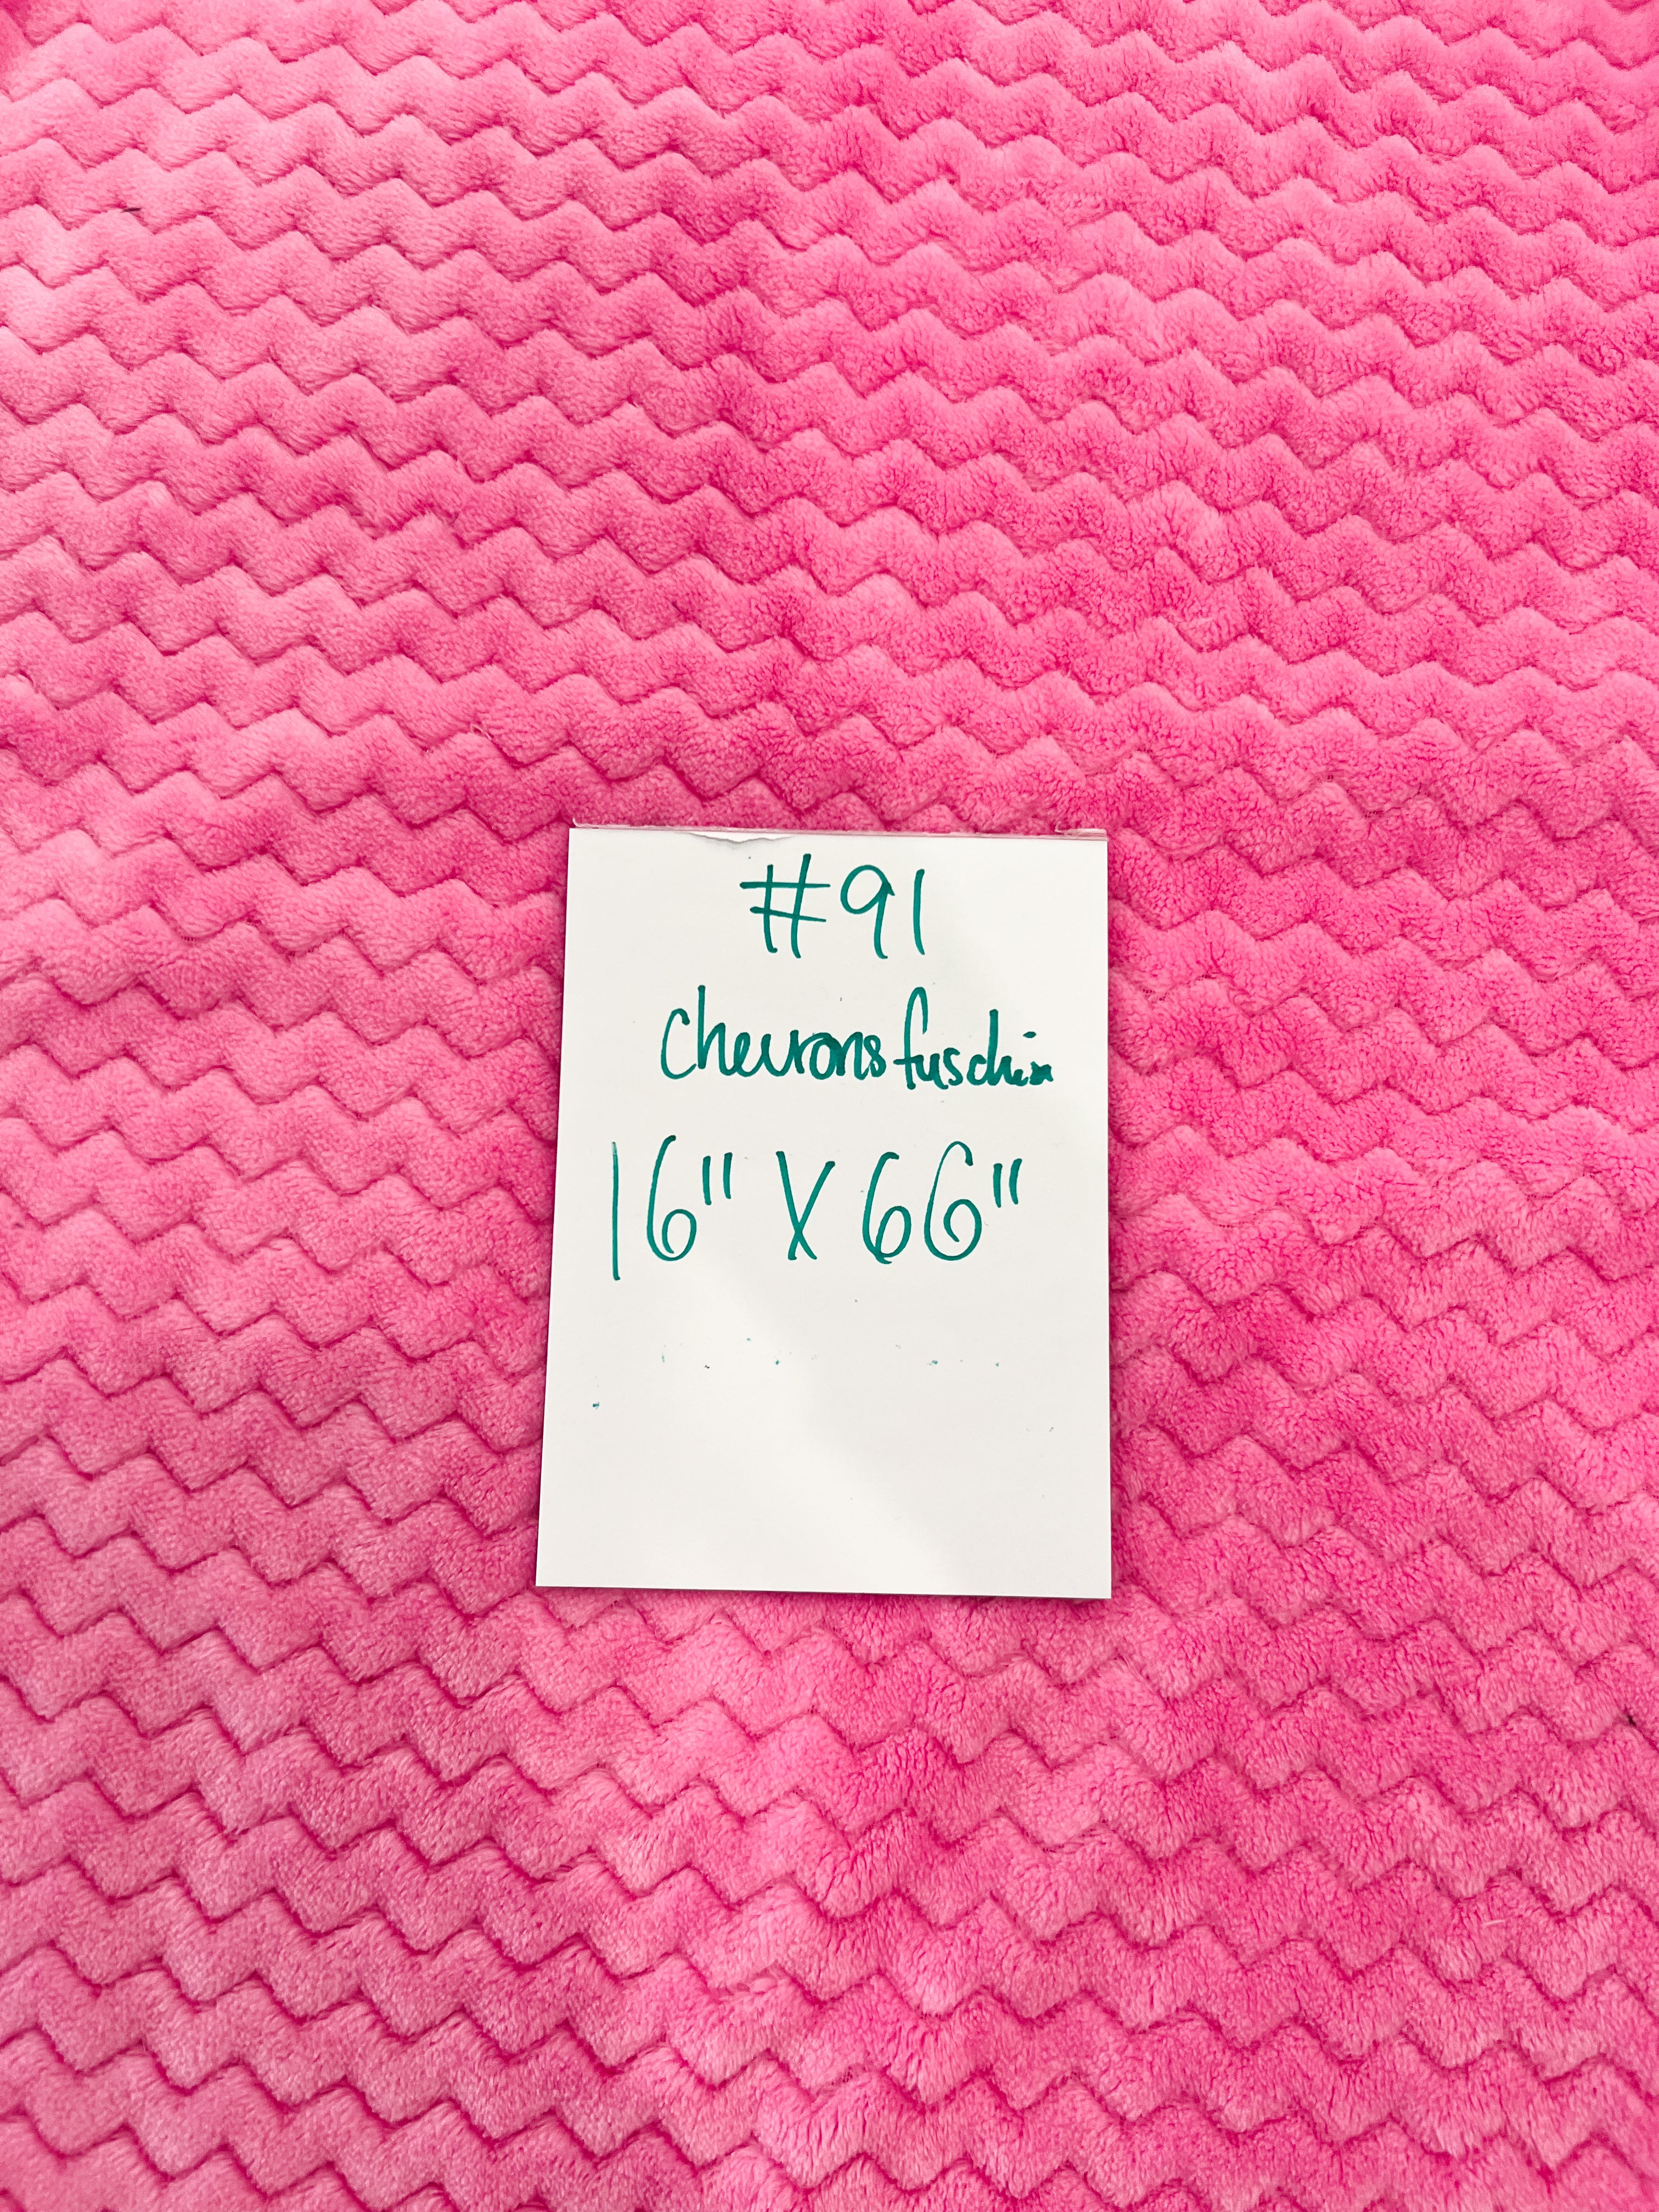 #91
Chevrons fuschia
16" X 66"